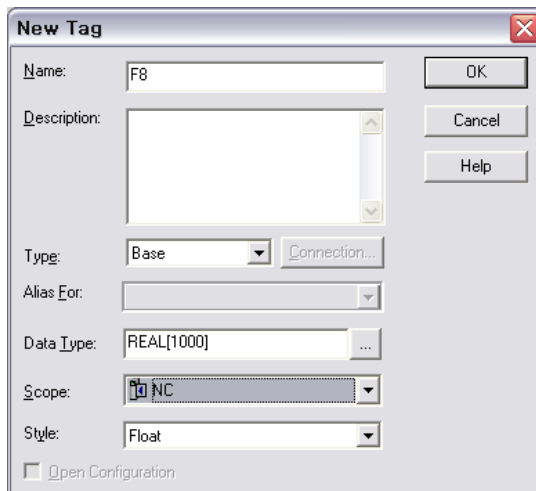 New Tag
Name: F8 OK
Description: Cancel
Help
Type: Base Connection...
Alias For:
Data Type: REAL[1000] ...
Scope: NC
Style: Float
Open Configuration